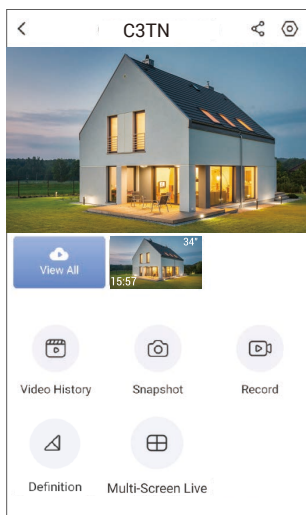 C3TN
View All
34"
15:57
Video History
Snapshot
Record
Definition
Multi-Screen Live